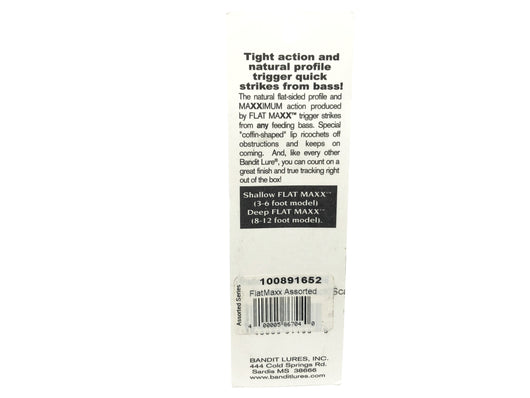 Tight action and
natural profile
trigger quick
strikes from bass!
The natural flat-sided profile and
MAXXIMUM action produced
by FLAT MAXX™ trigger strikes
from any feeding bass. Special
"coffin-shaped" lip ricochets off
obstructions and keeps on
coming. And, like every other
Bandit Lure®, you can count on a
great finish and true tracking right
out of the box!
Shallow FLAT MAXX™
(3-6 foot model)
Deep FLAT MAXX™
(8-12 foot model).
100891652
FlatMaxx Assorted
Assorted Series
4 00005 86704 0
BANDIT LURES, INC.
444 Cold Springs Rd.
Sardis MS 38666
www.banditlures.com